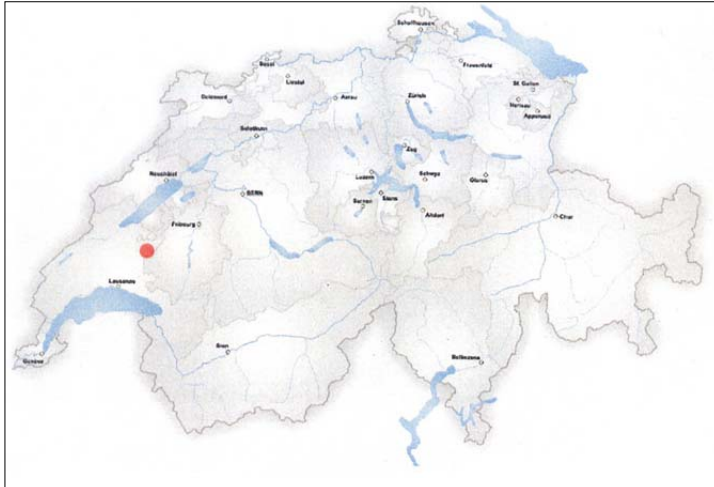 Schaffhausen
Basel
Liestal
Frauenfeld
Delémont
Aarau
Zürich
St. Gallen
Herisau
Appenzell
Solothurn
Zug
Neuchâtel
Luzern
Schwyz
Glarus
BERN
Sarnen
Stans
Altdorf
Chur
Fribourg
Lausanne
Sion
Genève
Bellinzona